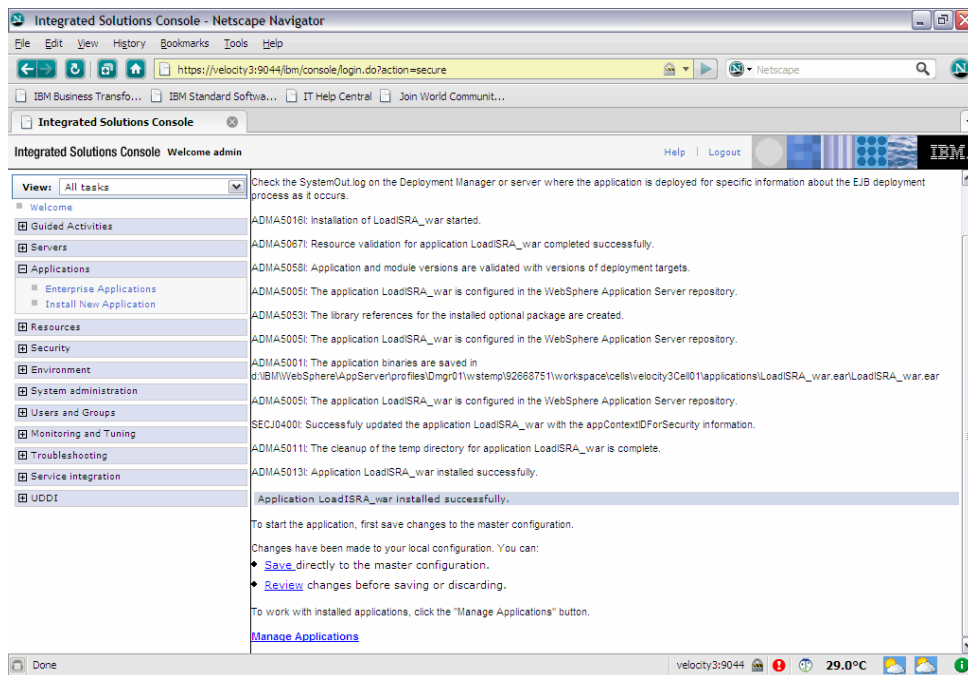 Integrated Solutions Console - Netscape Navigator
File Edit View History Bookmarks Tools Help
https://velocity3:9044/ibm/console/login.do?action=secure
Netscape
IBM Business Transfo... IBM Standard Softwa... IT Help Central Join World Communit...
Integrated Solutions Console
Integrated Solutions Console Welcome admin
Help | Logout
IBM.
View: All tasks
Welcome
Guided Activities
Servers
Applications
Enterprise Applications
Install New Application
Resources
Security
Environment
System administration
Users and Groups
Monitoring and Tuning
Troubleshooting
Service integration
UDDI
Check the SystemOut.log on the Deployment Manager or server where the application is deployed for specific information about the EJB deployment
process as it occurs.
ADMA5016I: Installation of LoadISRA_war started.
ADMA5067I: Resource validation for application LoadISRA_war completed successfully.
ADMA5058I: Application and module versions are validated with versions of deployment targets.
ADMA5005I: The application LoadISRA_war is configured in the WebSphere Application Server repository.
ADMA5053I: The library references for the installed optional package are created.
ADMA5005I: The application LoadISRA_war is configured in the WebSphere Application Server repository.
ADMA5001I: The application binaries are saved in
d:\IBM\WebSphere\AppServer\profiles\Dmgr01\wstemp\92668751\workspace\cells\velocity3Cell01\applications\LoadISRA_war.ear\LoadISRA_war.ear
ADMA5005I: The application LoadISRA_war is configured in the WebSphere Application Server repository.
SECJ0400I: Successfuly updated the application LoadISRA_war with the appContextIDForSecurity information.
ADMA5011I: The cleanup of the temp directory for application LoadISRA_war is complete.
ADMA5013I: Application LoadISRA_war installed successfully.
Application LoadISRA_war installed successfully.
To start the application, first save changes to the master configuration.
Changes have been made to your local configuration. You can:
Save directly to the master configuration.
Review changes before saving or discarding.
To work with installed applications, click the "Manage Applications" button.
Manage Applications
Done
velocity3:9044
29.0°C